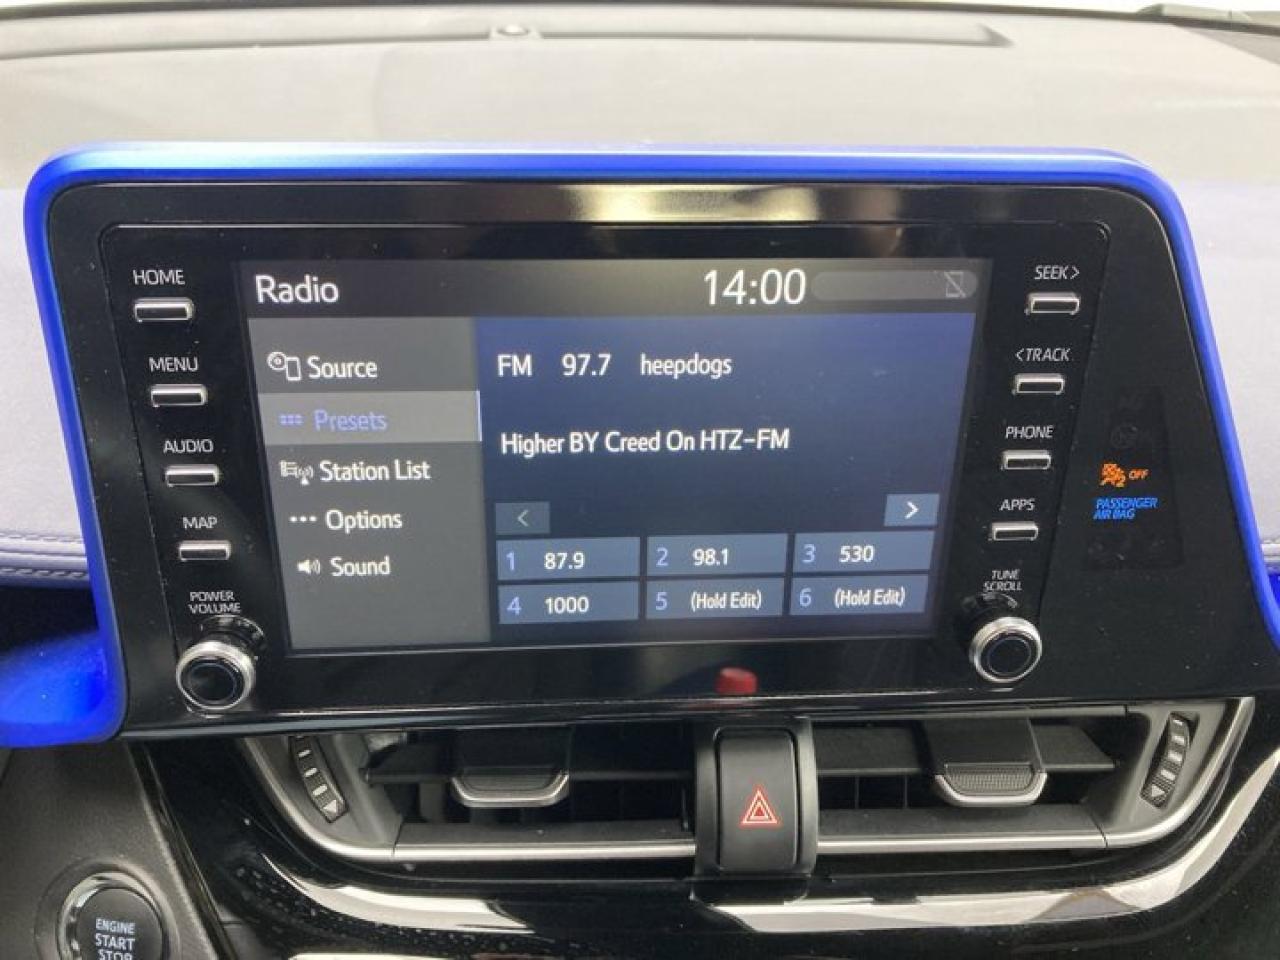 HOME
MENU
AUDIO
MAP
POWER
VOLUME
Radio
14:00
Source
Presets
Station List
Options
Sound
FM 97.7 heepdogs
Higher BY Creed On HTZ-FM
<
>
1 87.9
2 98.1
3 530
4 1000
5 (Hold Edit)
6 (Hold Edit)
SEEK>
<TRACK
PHONE
APPS
TUNE
SCROLL
2 OFF
PASSENGER
AIR BAG
ENGINE
START
STOP